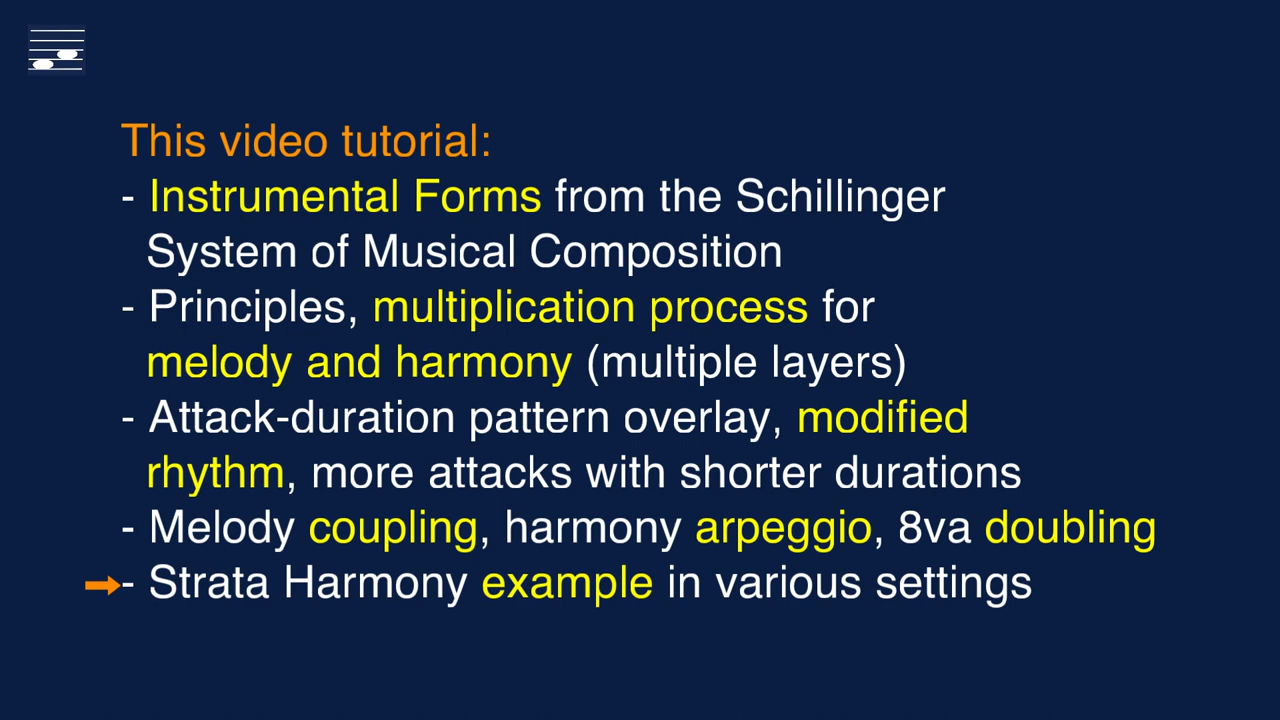 This video tutorial:
- Instrumental Forms from the Schillinger
System of Musical Composition
- Principles, multiplication process for
melody and harmony (multiple layers)
- Attack-duration pattern overlay, modified
rhythm, more attacks with shorter durations
- Melody coupling, harmony arpeggio, 8va doubling
- Strata Harmony example in various settings